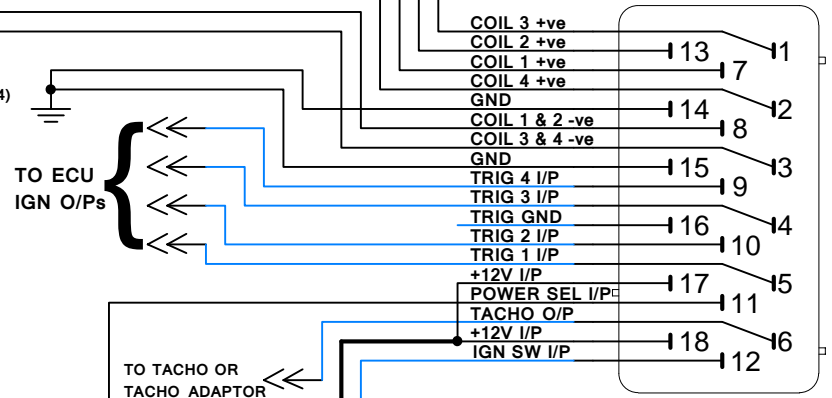 COIL 3 +ve
COIL 2 +ve
COIL 1 +ve
COIL 4 +ve
GND
COIL 1 & 2 -ve
COIL 3 & 4 -ve
GND
TRIG 4 I/P
TRIG 3 I/P
TRIG GND
TRIG 2 I/P
TRIG 1 I/P
+12V I/P
POWER SEL I/P
TACHO O/P
+12V I/P
IGN SW I/P
1
13
7
2
14
8
3
15
9
4
16
10
5
17
11
6
18
12
4)
TO ECU
IGN O/Ps
TO TACHO OR
TACHO ADAPTOR